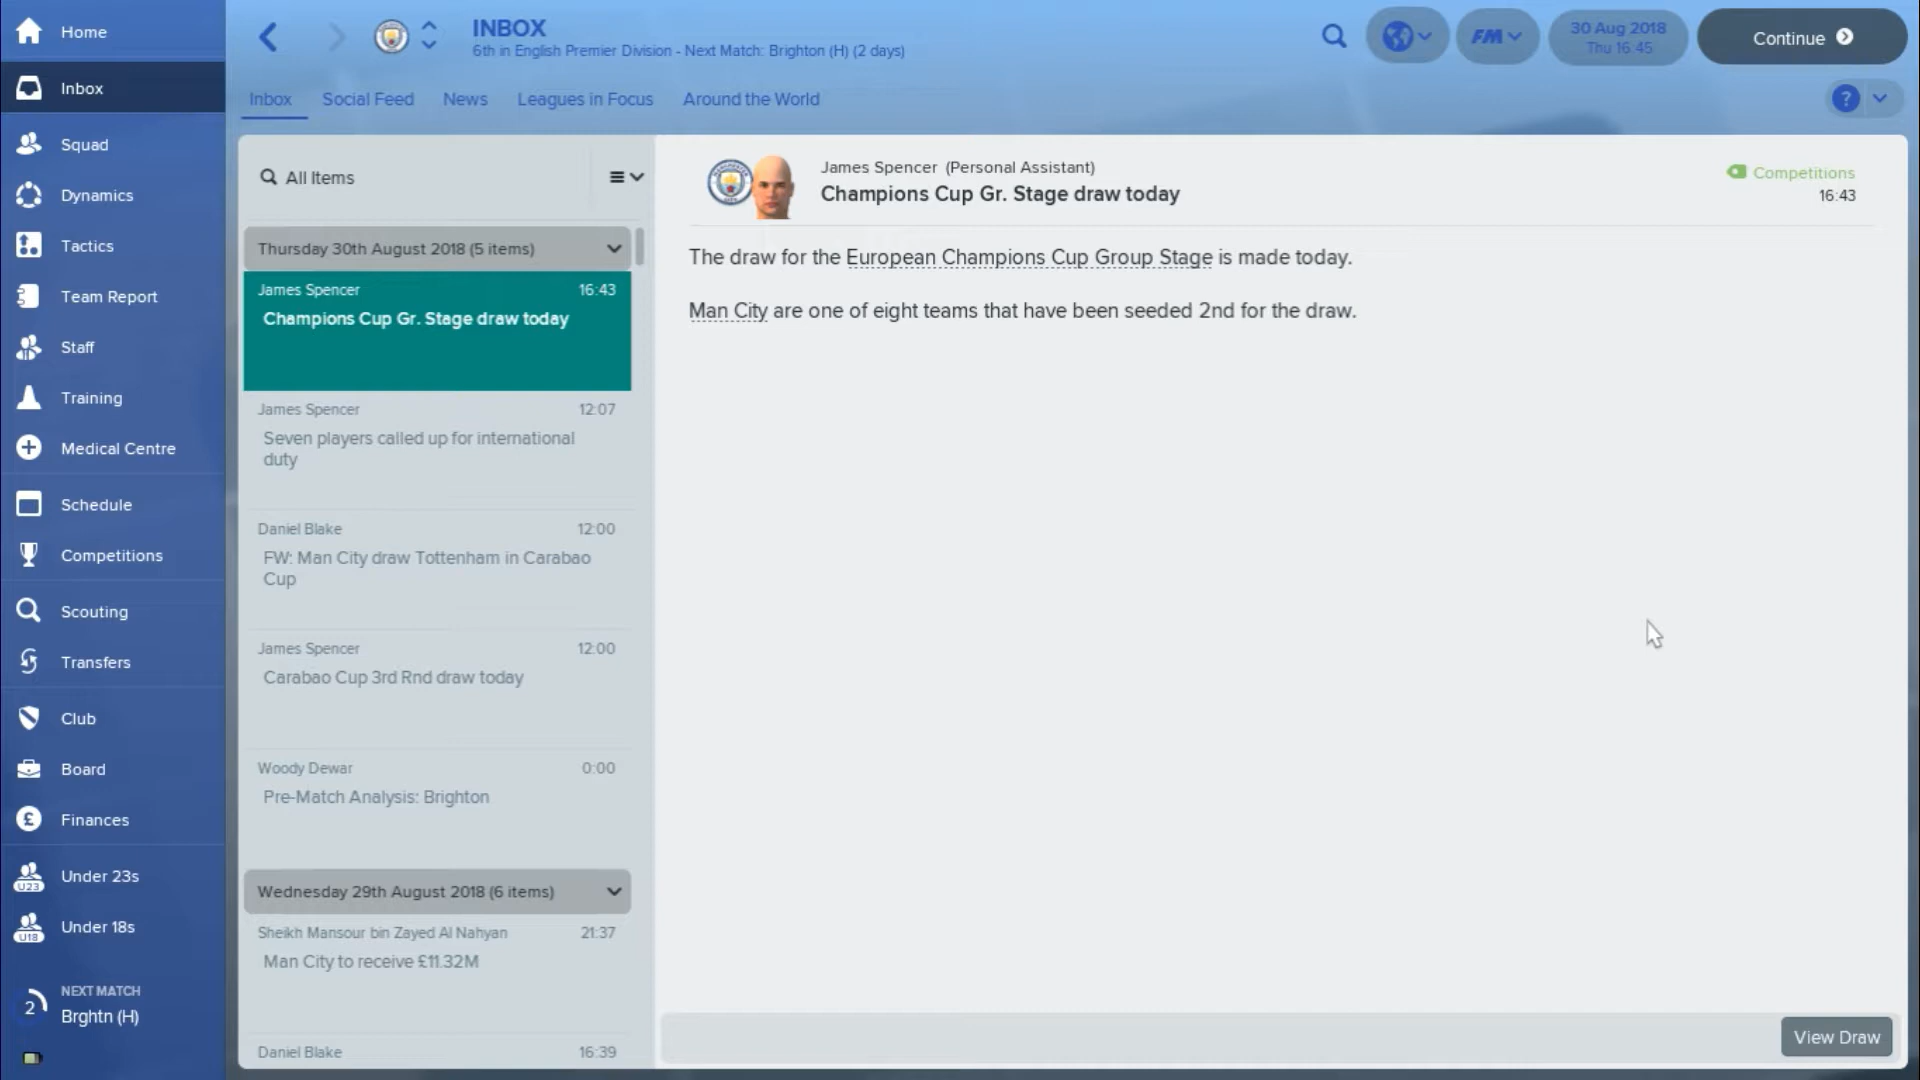 Home
Inbox
Squad
Dynamics
Tactics
Team Report
Staff
Training
Medical Centre
Schedule
Competitions
Scouting
Transfers
Club
Board
Finances
U23
Under 23s
U18
Under 18s
2
NEXT MATCH
Brghtn (H)
INBOX
6th in English Premier Division - Next Match: Brighton (H) (2 days)
FM
30 Aug 2018
Thu 16:45
Continue
Inbox
Social Feed
News
Leagues in Focus
Around the World
?
All Items
Thursday 30th August 2018 (5 items)
James Spencer 16:43
Champions Cup Gr. Stage draw today
James Spencer 12:07
Seven players called up for international
duty
Daniel Blake 12:00
FW: Man City draw Tottenham in Carabao
Cup
James Spencer 12:00
Carabao Cup 3rd Rnd draw today
Woody Dewar 0:00
Pre-Match Analysis: Brighton
Wednesday 29th August 2018 (6 items)
Sheikh Mansour bin Zayed Al Nahyan 21:37
Man City to receive £11.32M
Daniel Blake 16:39
James Spencer (Personal Assistant)
Champions Cup Gr. Stage draw today
Competitions
16:43
The draw for the European Champions Cup Group Stage is made today.
Man City are one of eight teams that have been seeded 2nd for the draw.
View Draw